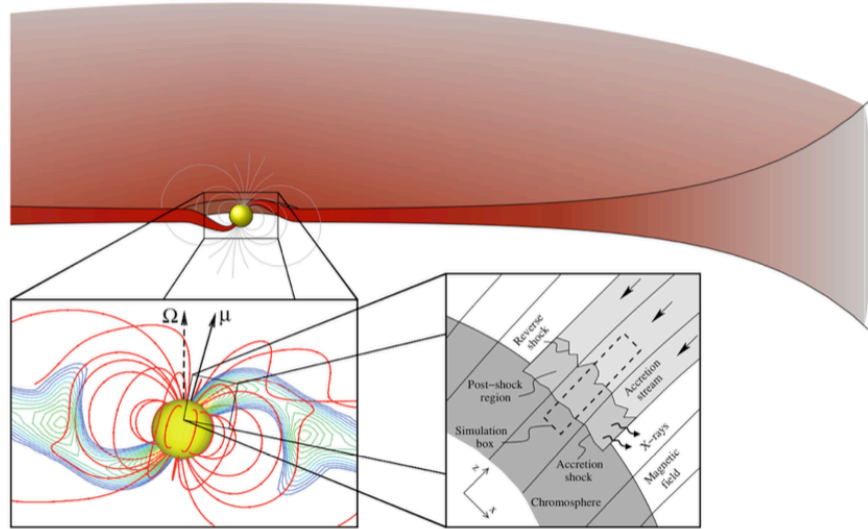 Ω
μ
Reverse
shock
Post-shock
region
Simulation
box
Accretion
stream
X-rays
Magnetic
field
Accretion
shock
Chromosphere
z
x